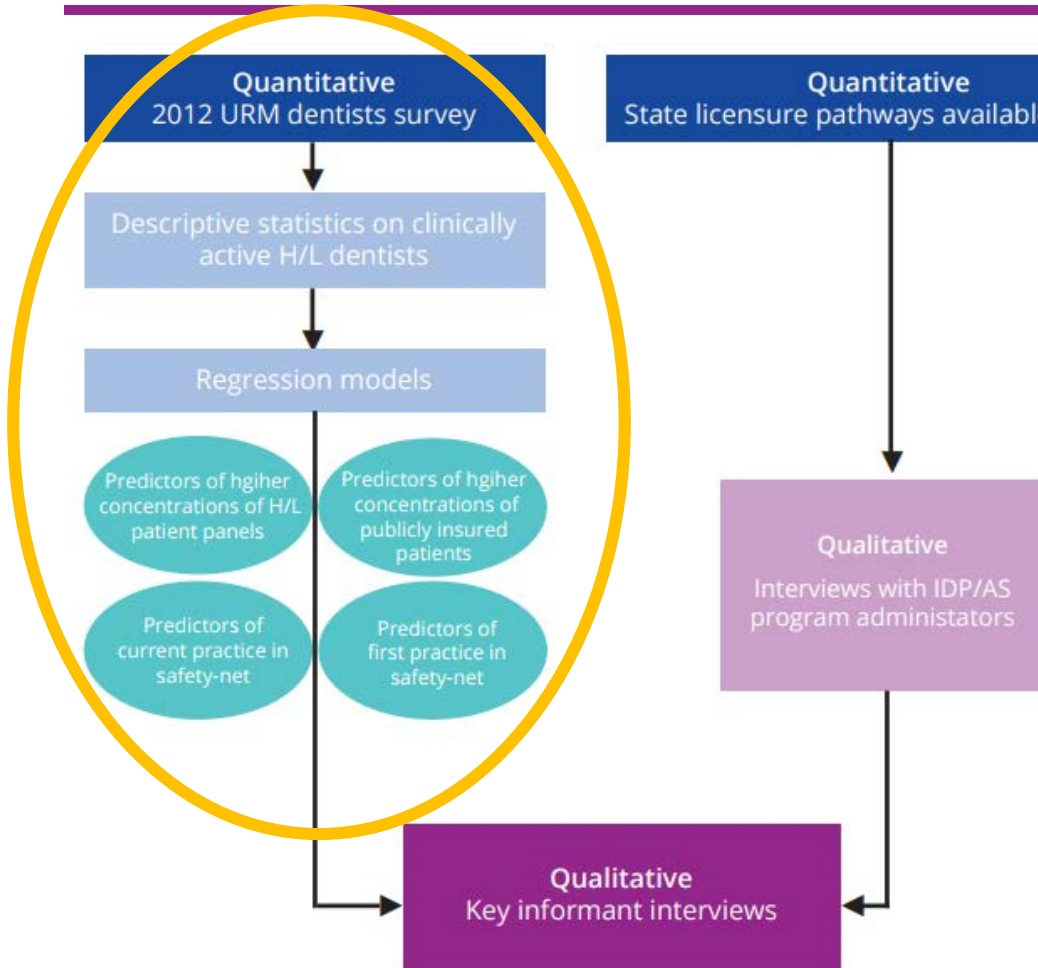 Quantitative
2012 URM dentists survey
Descriptive statistics on clinically
active H/L dentists
Regression models
Predictors of hgiher
concentrations of H/L
patient panels
Predictors of hgiher
concentrations of
publicly insured
patients
Predictors of
current practice in
safety-net
Predictors of
first practice in
safety-net
Quantitative
State licensure pathways available
Qualitative
Interviews with IDP/AS
program administators
Qualitative
Key informant interviews